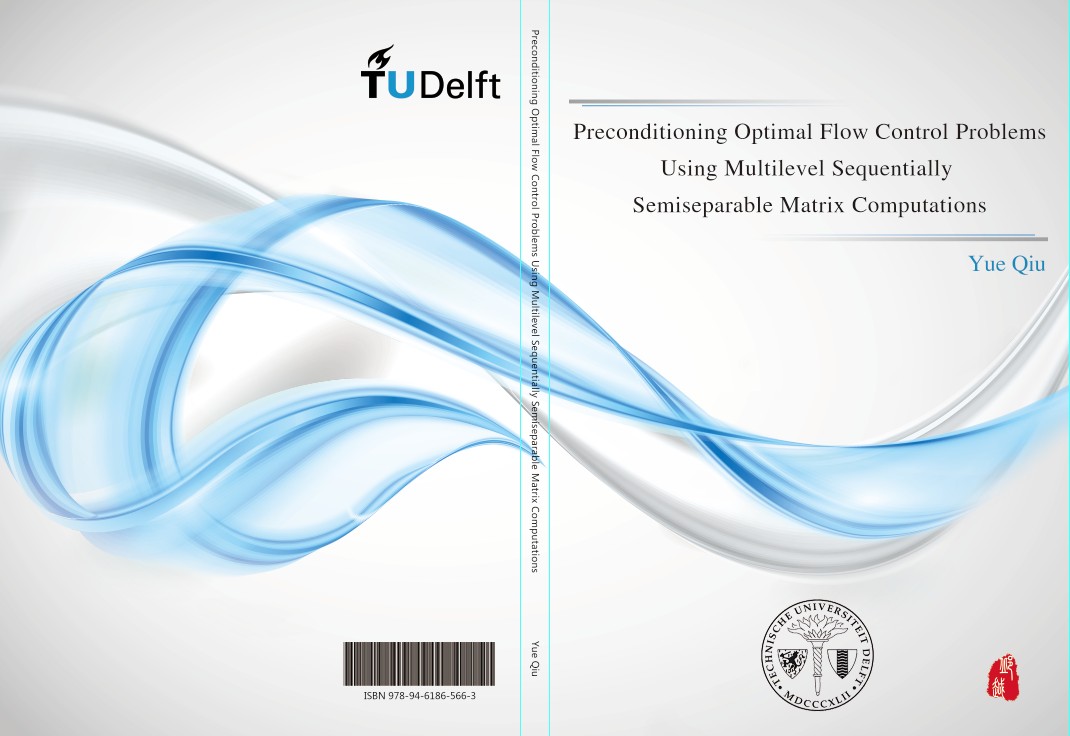 TUDelft
ISBN 978-94-6186-566-3
Preconditioning Optimal Flow Control Problems Using Multilevel Sequentially Semiseparable Matrix Computations
Yue Qiu
Preconditioning Optimal Flow Control Problems
Using Multilevel Sequentially
Semiseparable Matrix Computations
Yue Qiu
TECHNISCHE UNIVERSITEIT DELFT
MDCCCXLII